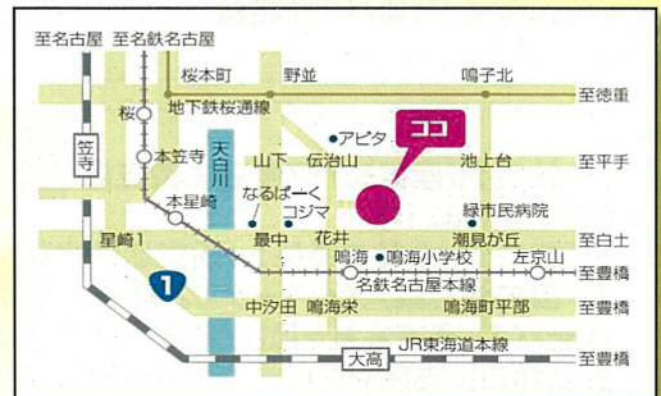 至名古屋 至名鉄名古屋
桜本町 野並 鳴子北
至徳重
地下鉄桜通線
桜
ココ
アピタ
笠寺
本笠寺
天白川
山下 伝治山 池上台 至平手
なるぱーく
本星崎
コジマ
緑市民病院
星崎1 最中 花井 潮見が丘 至白土
鳴海 鳴海小学校 左京山
至豊橋
名鉄名古屋本線
1
中汐田 鳴海栄 鳴海町平部 至豊橋
JR東海道本線
大高 至豊橋